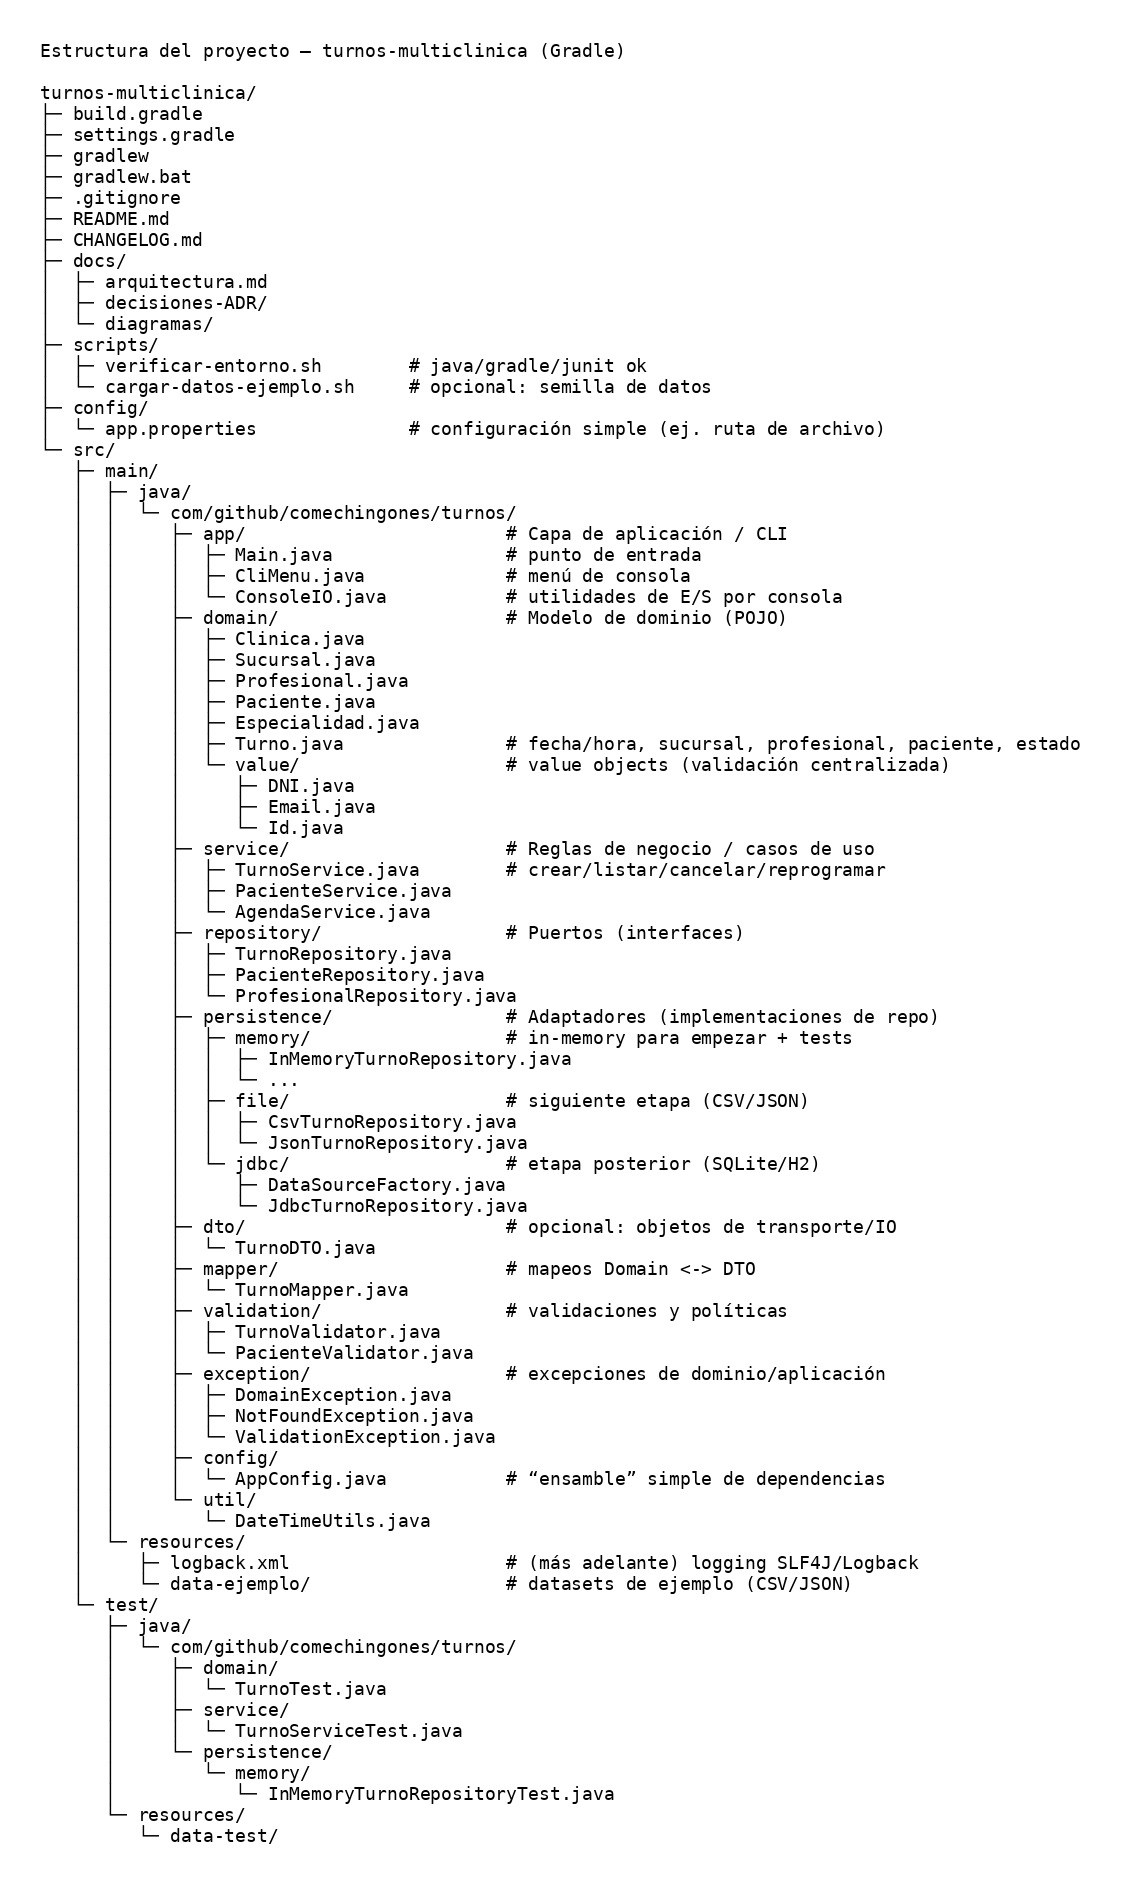 Estructura del proyecto — turnos-multiclinica (Gradle)

turnos-multiclinica/
├─ build.gradle
├─ settings.gradle
├─ gradlew
├─ gradlew.bat
├─ .gitignore
├─ README.md
├─ CHANGELOG.md
├─ docs/
│  ├─ arquitectura.md
│  ├─ decisiones-ADR/
│  └─ diagramas/
├─ scripts/
│  ├─ verificar-entorno.sh        # java/gradle/junit ok
│  └─ cargar-datos-ejemplo.sh     # opcional: semilla de datos
├─ config/
│  └─ app.properties              # configuración simple (ej. ruta de archivo)
└─ src/
   ├─ main/
   │  ├─ java/
   │  │  └─ com/github/comechingones/turnos/
   │  │     ├─ app/                        # Capa de aplicación / CLI
   │  │     │  ├─ Main.java                # punto de entrada
   │  │     │  ├─ CliMenu.java             # menú de consola
   │  │     │  └─ ConsoleIO.java           # utilidades de E/S por consola
   │  │     ├─ domain/                     # Modelo de dominio (POJO)
   │  │     │  ├─ Clinica.java
   │  │     │  ├─ Sucursal.java
   │  │     │  ├─ Profesional.java
   │  │     │  ├─ Paciente.java
   │  │     │  ├─ Especialidad.java
   │  │     │  ├─ Turno.java               # fecha/hora, sucursal, profesional, paciente, estado
   │  │     │  └─ value/                   # value objects (validación centralizada)
   │  │     │     ├─ DNI.java
   │  │     │     ├─ Email.java
   │  │     │     └─ Id.java
   │  │     ├─ service/                    # Reglas de negocio / casos de uso
   │  │     │  ├─ TurnoService.java        # crear/listar/cancelar/reprogramar
   │  │     │  ├─ PacienteService.java
   │  │     │  └─ AgendaService.java
   │  │     ├─ repository/                 # Puertos (interfaces)
   │  │     │  ├─ TurnoRepository.java
   │  │     │  ├─ PacienteRepository.java
   │  │     │  └─ ProfesionalRepository.java
   │  │     ├─ persistence/                # Adaptadores (implementaciones de repo)
   │  │     │  ├─ memory/                  # in-memory para empezar + tests
   │  │     │  │  ├─ InMemoryTurnoRepository.java
   │  │     │  │  └─ ...
   │  │     │  ├─ file/                    # siguiente etapa (CSV/JSON)
   │  │     │  │  ├─ CsvTurnoRepository.java
   │  │     │  │  └─ JsonTurnoRepository.java
   │  │     │  └─ jdbc/                    # etapa posterior (SQLite/H2)
   │  │     │     ├─ DataSourceFactory.java
   │  │     │     └─ JdbcTurnoRepository.java
   │  │     ├─ dto/                        # opcional: objetos de transporte/IO
   │  │     │  └─ TurnoDTO.java
   │  │     ├─ mapper/                     # mapeos Domain <-> DTO
   │  │     │  └─ TurnoMapper.java
   │  │     ├─ validation/                 # validaciones y políticas
   │  │     │  ├─ TurnoValidator.java
   │  │     │  └─ PacienteValidator.java
   │  │     ├─ exception/                  # excepciones de dominio/aplicación
   │  │     │  ├─ DomainException.java
   │  │     │  ├─ NotFoundException.java
   │  │     │  └─ ValidationException.java
   │  │     ├─ config/
   │  │     │  └─ AppConfig.java           # “ensamble” simple de dependencias
   │  │     └─ util/
   │  │        └─ DateTimeUtils.java
   │  └─ resources/
   │     ├─ logback.xml                    # (más adelante) logging SLF4J/Logback
   │     └─ data-ejemplo/                  # datasets de ejemplo (CSV/JSON)
   └─ test/
      ├─ java/
      │  └─ com/github/comechingones/turnos/
      │     ├─ domain/
      │     │  └─ TurnoTest.java
      │     ├─ service/
      │     │  └─ TurnoServiceTest.java
      │     └─ persistence/
      │        └─ memory/
      │           └─ InMemoryTurnoRepositoryTest.java
      └─ resources/
         └─ data-test/